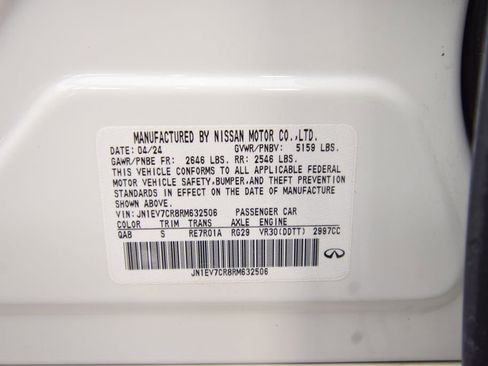 MANUFACTURED BY NISSAN MOTOR CO.,LTD.
DATE: 04/24 GVWR/PNBV: 5159 LBS.
GAWR/PNBE FR: 2646 LBS. RR: 2546 LBS.
THIS VEHICLE CONFORMS TO ALL APPLICABLE FEDERAL
MOTOR VEHICLE SAFETY, BUMPER, AND THEFT PREVENTION
STANDARDS IN EFFECT ON THE DATE OF MANUFACTURE
SHOWN ABOVE.
VIN: JN1EV7CR8RM632506 PASSENGER CAR
COLOR TRIM TRANS AXLE ENGINE
QAB S RE7R01A RG29 VR30(DDTT) 2997CC
JN1EV7CR8RM632506